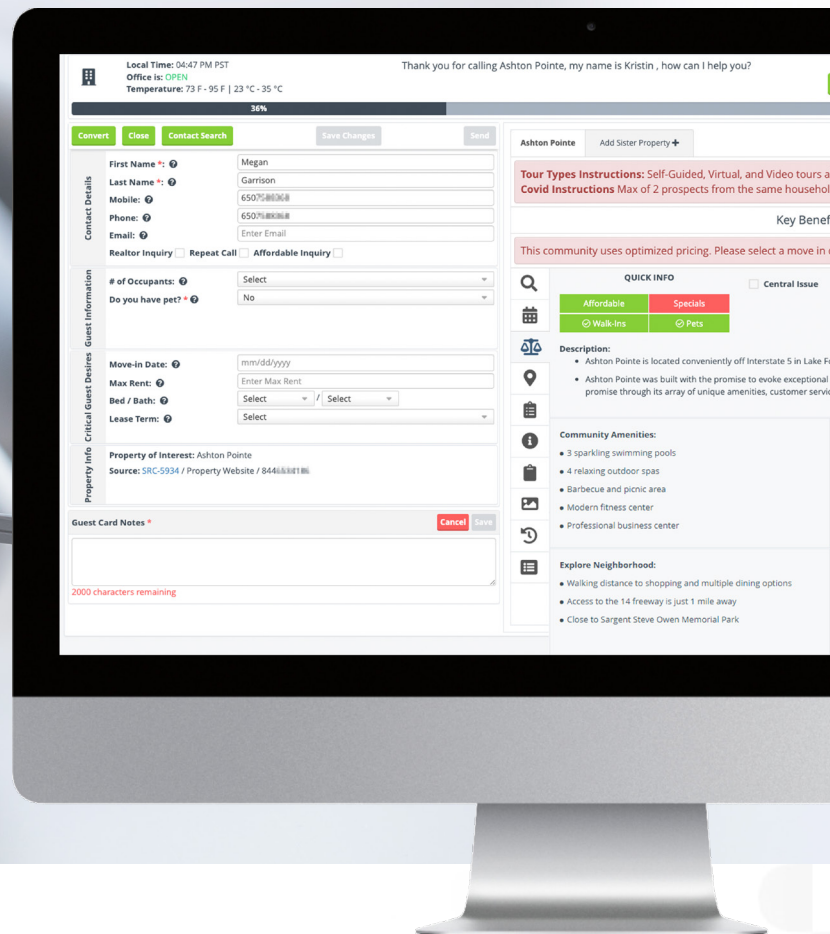 Local Time: 04:47 PM PST
Office is: OPEN
Temperature: 73 F - 95 F | 23 °C - 35 °C
Thank you for calling Ashton Pointe, my name is Kristin , how can I help you?
36%
Convert Close Contact Search Save Changes Send
Contact Details
First Name *: Megan
Last Name *: Garrison
Mobile: 650
Phone: 650
Email: Enter Email
Realtor Inquiry Repeat Call Affordable Inquiry
Guest Information
# of Occupants: Select
Do you have pet? * No
Critical Guest Desires
Move-in Date: mm/dd/yyyy
Max Rent: Enter Max Rent
Bed / Bath: Select / Select
Lease Term: Select
Property Info
Property of Interest: Ashton Pointe
Source: SRC-5934 / Property Website / 844
Guest Card Notes * Cancel Save
2000 characters remaining
Ashton Pointe Add Sister Property +
Tour Types Instructions: Self-Guided, Virtual, and Video tours
Covid Instructions Max of 2 prospects from the same
Key
This community uses optimized pricing. Please select a move in
QUICK INFO
Central Issue
Affordable Specials
Walk-Ins Pets
Description:
• Ashton Pointe is located conveniently off Interstate 5 in Lake
• Ashton Pointe was built with the promise to evoke exceptional
promise through its array of unique amenities, customer
Community Amenities:
• 3 sparkling swimming pools
• 4 relaxing outdoor spas
• Barbecue and picnic area
• Modern fitness center
• Professional business center
Explore Neighborhood:
• Walking distance to shopping and multiple dining options
• Access to the 14 freeway is just 1 mile away
• Close to Sargent Steve Owen Memorial Park